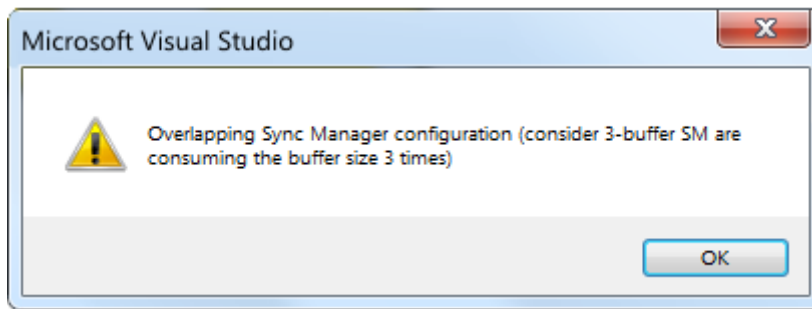 Microsoft Visual Studio
Overlapping Sync Manager configuration (consider 3-buffer SM are
consuming the buffer size 3 times)
OK